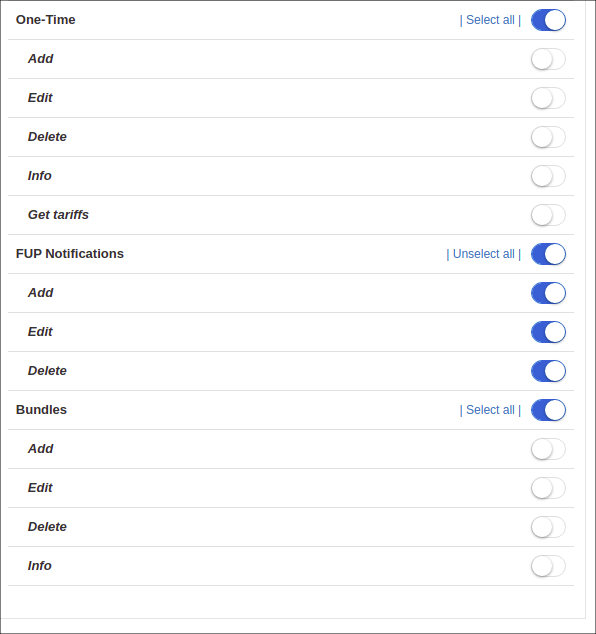 One-Time | Select all |
Add
Edit
Delete
Info
Get tariffs
FUP Notifications | Unselect all |
Add
Edit
Delete
Bundles | Select all |
Add
Edit
Delete
Info